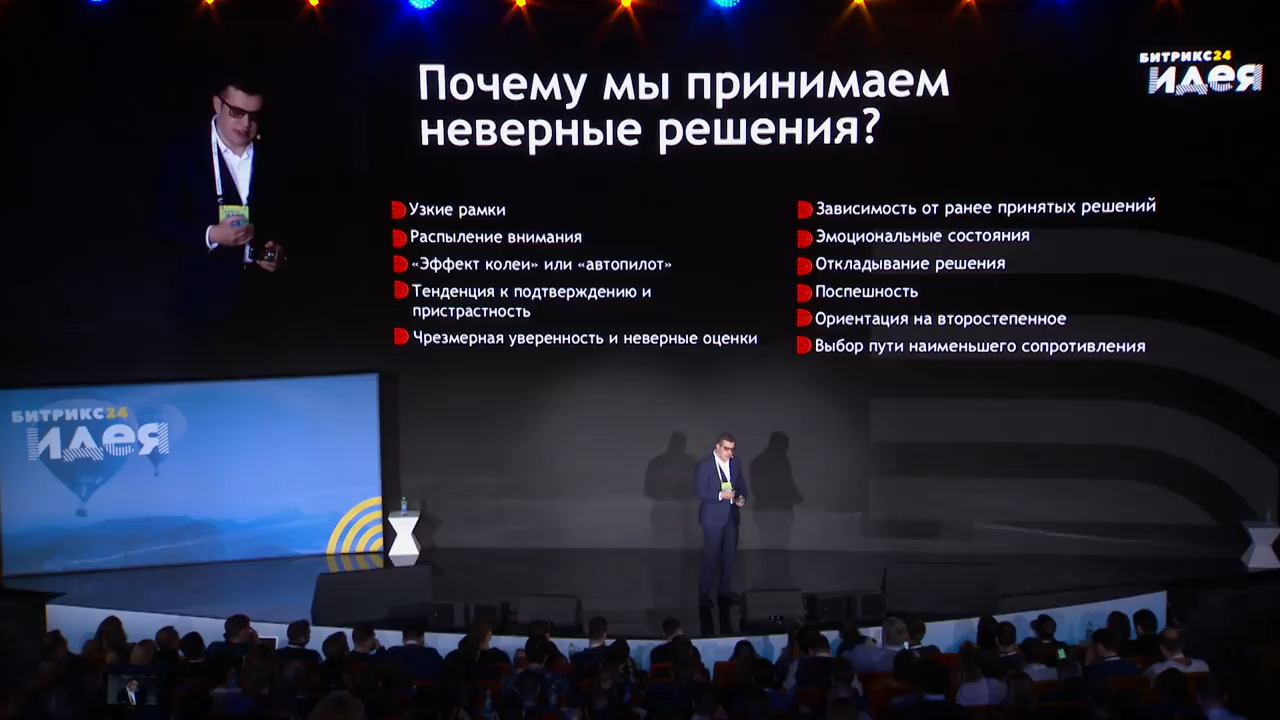 Почему мы принимаем
неверные решения?
БИТРИКС24
идея
Узкие рамки
Распыление внимания
«Эффект колеи» или «автопилот»
Тенденция к подтверждению и
пристрастность
Чрезмерная уверенность и неверные оценки
Зависимость от ранее принятых решений
Эмоциональные состояния
Откладывание решения
Поспешность
Ориентация на второстепенное
Выбор пути наименьшего сопротивления
БИТРИКС24
идея